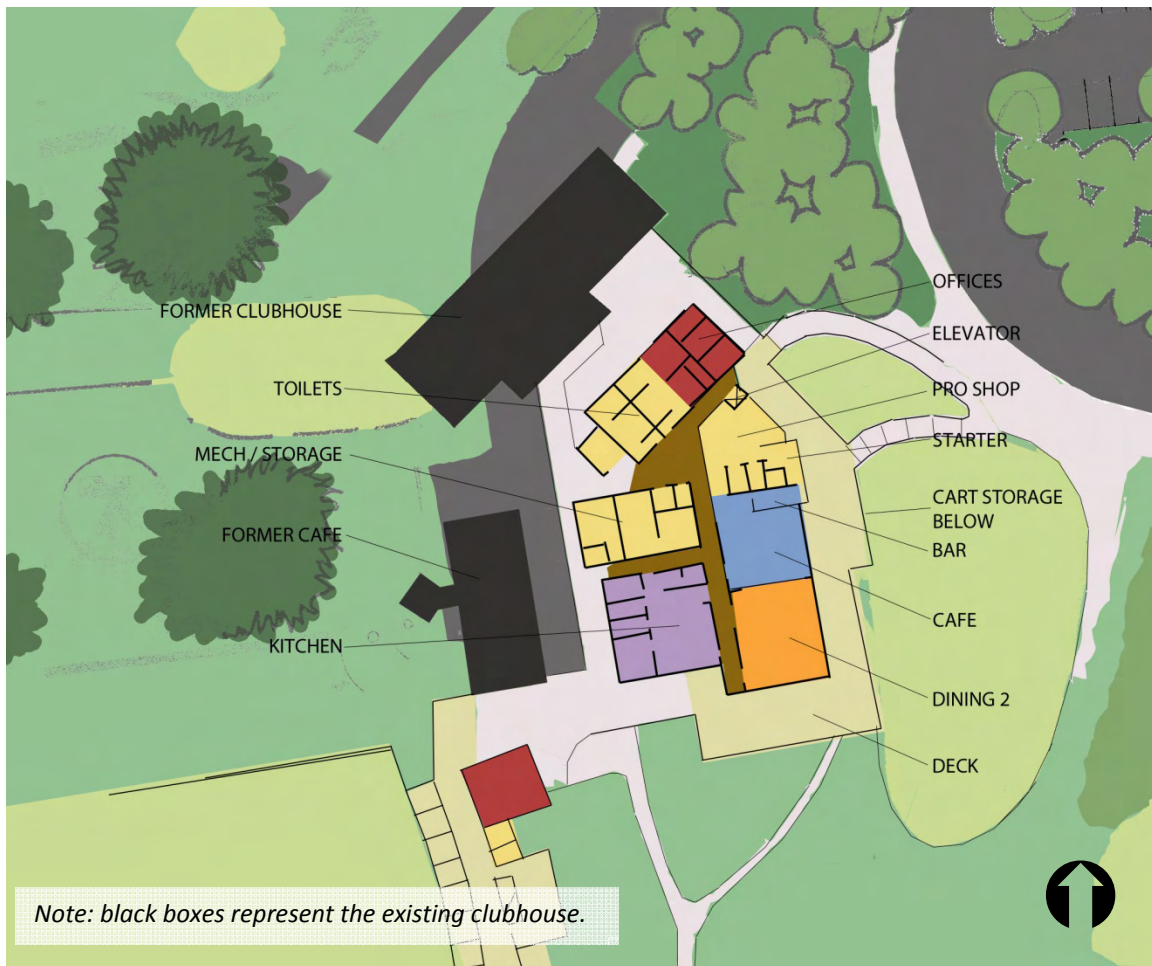 FORMER CLUBHOUSE
TOILETS
MECH / STORAGE
FORMER CAFE
KITCHEN
OFFICES
ELEVATOR
PRO SHOP
STARTER
CART STORAGE
BELOW
BAR
CAFE
DINING 2
DECK
Note: black boxes represent the existing clubhouse.